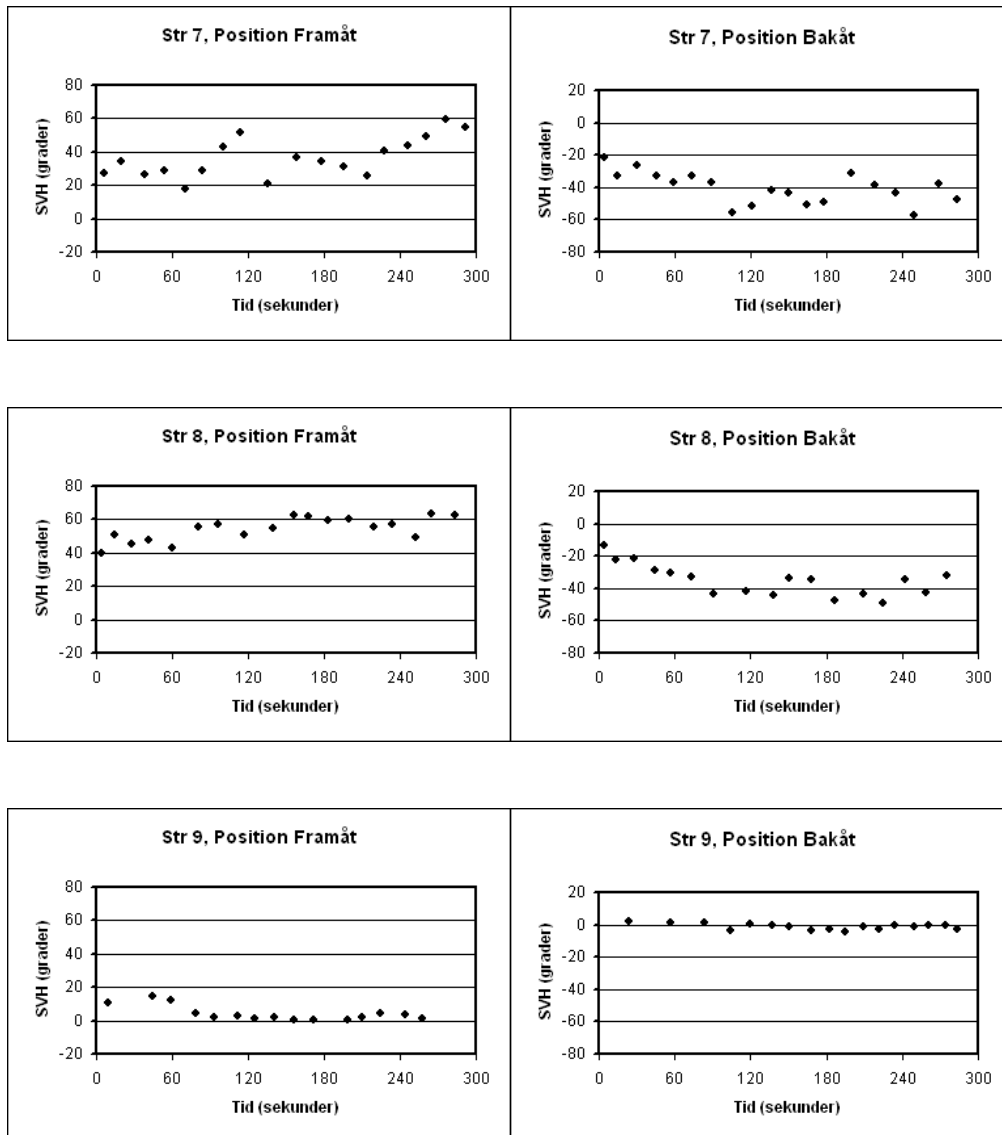 Str 7, Position Framåt
80
60
40
20
0
-20
SVH (grader)
0 60 120 180 240 300
Tid (sekunder)
Str 7, Position Bakåt
20
0
-20
-40
-60
-80
SVH (grader)
0 60 120 180 240 300
Tid (sekunder)
Str 8, Position Framåt
80
60
40
20
0
-20
SVH (grader)
0 60 120 180 240 300
Tid (sekunder)
Str 8, Position Bakåt
20
0
-20
-40
-60
-80
SVH (grader)
0 60 120 180 240 300
Tid (sekunder)
Str 9, Position Framåt
80
60
40
20
0
-20
SVH (grader)
0 60 120 180 240 300
Tid (sekunder)
Str 9, Position Bakåt
20
0
-20
-40
-60
-80
SVH (grader)
0 60 120 180 240 300
Tid (sekunder)